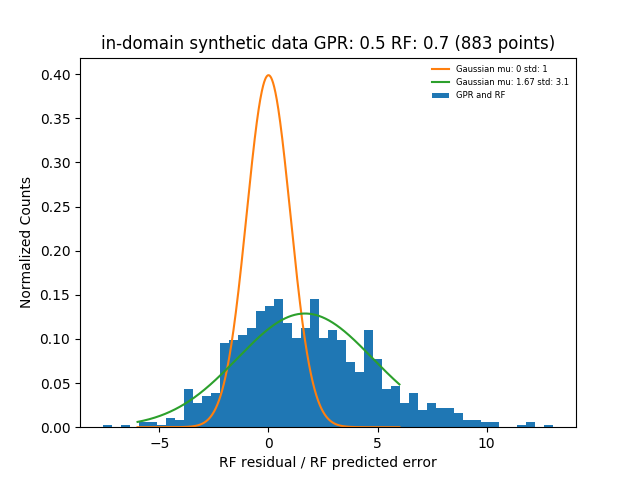 in-domain synthetic data GPR: 0.5 RF: 0.7 (883 points)
Gaussian mu: 0 std: 1
Gaussian mu: 1.67 std: 3.1
GPR and RF
Normalized Counts
0.40
0.35
0.30
0.25
0.20
0.15
0.10
0.05
0.00
−5 0 5 10
RF residual / RF predicted error